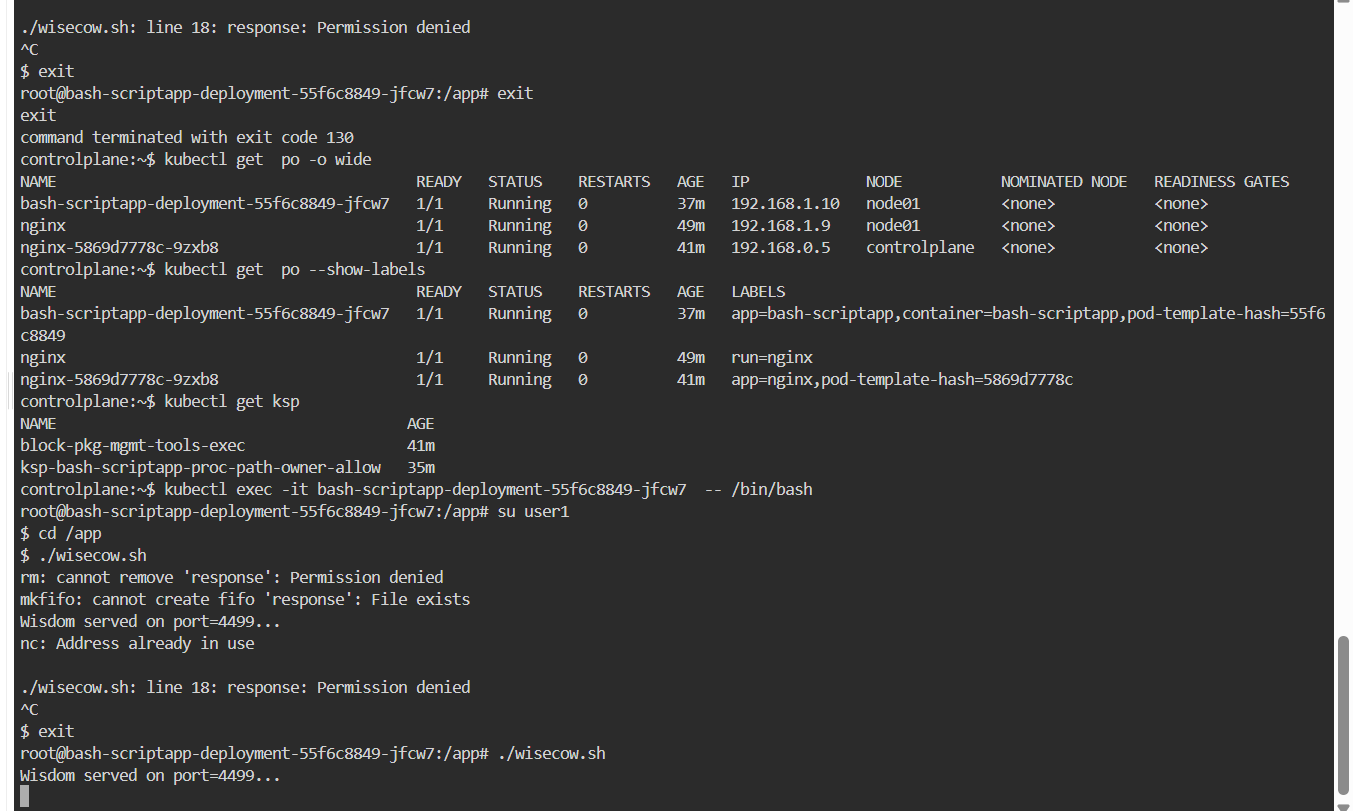 ./wisecow.sh: line 18: response: Permission denied
^C
$ exit
root@bash-scriptapp-deployment-55f6c8849-jfcw7:/app# exit
exit
command terminated with exit code 130
controlplane:~$ kubectl get  po -o wide
NAME                                        READY   STATUS    RESTARTS   AGE   IP             NODE           NOMINATED NODE   READINESS GATES
bash-scriptapp-deployment-55f6c8849-jfcw7   1/1     Running   0          37m   192.168.1.10   node01         <none>           <none>
nginx                                       1/1     Running   0          49m   192.168.1.9    node01         <none>           <none>
nginx-5869d7778c-9zxb8                      1/1     Running   0          41m   192.168.0.5    controlplane   <none>           <none>
controlplane:~$ kubectl get  po --show-labels
NAME                                        READY   STATUS    RESTARTS   AGE   LABELS
bash-scriptapp-deployment-55f6c8849-jfcw7   1/1     Running   0          37m   app=bash-scriptapp,container=bash-scriptapp,pod-template-hash=55f6
c8849
nginx                                       1/1     Running   0          49m   run=nginx
nginx-5869d7778c-9zxb8                      1/1     Running   0          41m   app=nginx,pod-template-hash=5869d7778c
controlplane:~$ kubectl get ksp
NAME                                       AGE
block-pkg-mgmt-tools-exec                  41m
ksp-bash-scriptapp-proc-path-owner-allow   35m
controlplane:~$ kubectl exec -it bash-scriptapp-deployment-55f6c8849-jfcw7  -- /bin/bash
root@bash-scriptapp-deployment-55f6c8849-jfcw7:/app# su user1
$ cd /app
$ ./wisecow.sh
rm: cannot remove 'response': Permission denied
mkfifo: cannot create fifo 'response': File exists
Wisdom served on port=4499...
nc: Address already in use
./wisecow.sh: line 18: response: Permission denied
^C
$ exit
root@bash-scriptapp-deployment-55f6c8849-jfcw7:/app# ./wisecow.sh
Wisdom served on port=4499...